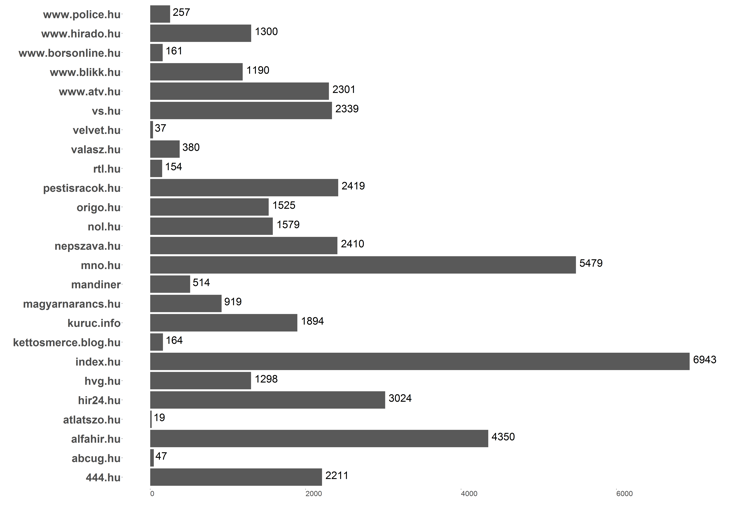 www.police.hu 257
www.hirado.hu 1300
www.borsonline.hu 161
www.blikk.hu 1190
www.atv.hu 2301
vs.hu 2339
velvet.hu 37
valasz.hu 380
rtl.hu 154
pestisracok.hu 2419
origo.hu 1525
nol.hu 1579
nepszava.hu 2410
mno.hu 5479
mandiner 514
magyarnarancs.hu 919
kuruc.info 1894
kettosmerce.blog.hu 164
index.hu 6943
hvg.hu 1298
hir24.hu 3024
atlatszo.hu 19
alfahir.hu 4350
abcug.hu 47
444.hu 2211
0 2000 4000 6000